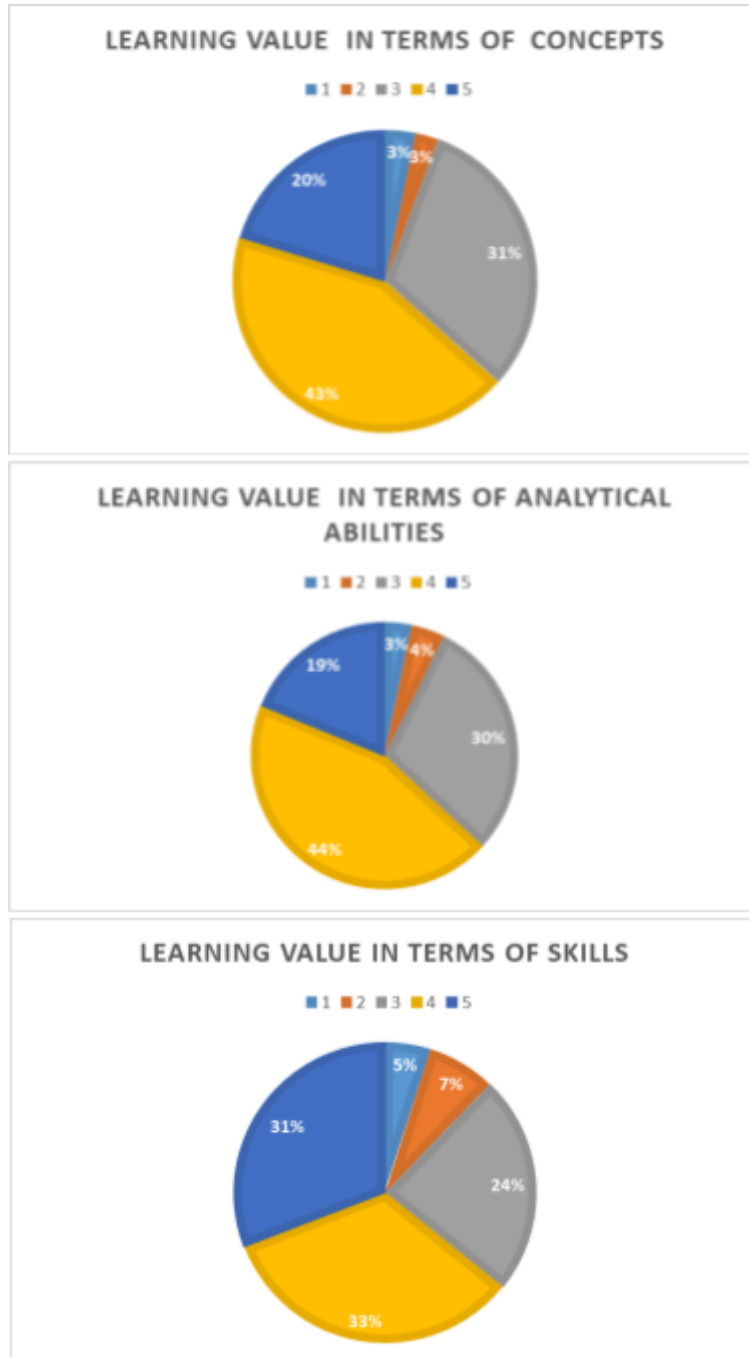 LEARNING VALUE IN TERMS OF CONCEPTS
1 2 3 4 5
3% 3%
20%
31%
43%
LEARNING VALUE IN TERMS OF ANALYTICAL
ABILITIES
1 2 3 4 5
3% 4%
19%
30%
44%
LEARNING VALUE IN TERMS OF SKILLS
1 2 3 4 5
5%
7%
31%
24%
33%